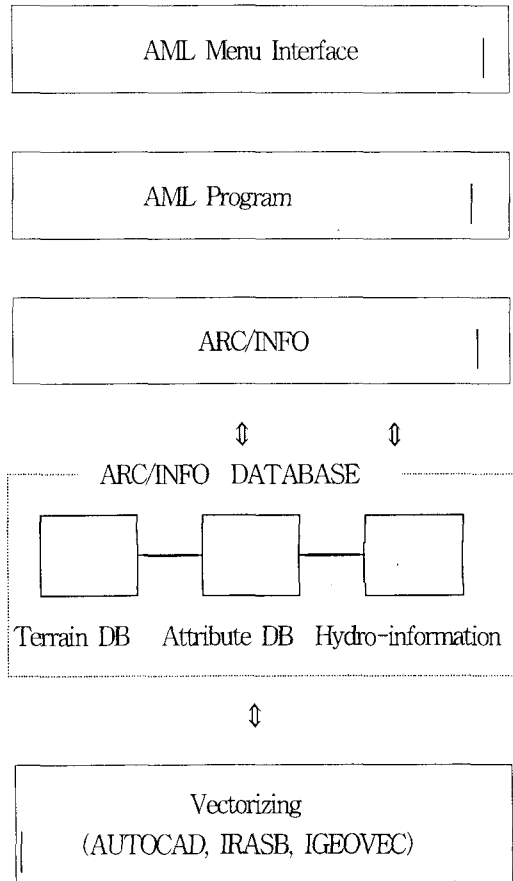 AML Menu Interface
AML Program
ARC/INFO
⇕ ⇕
ARC/INFO DATABASE
Terrain DB Attribute DB Hydro-information
⇕
Vectorizing
(AUTOCAD, IRASB, IGEOVEC)